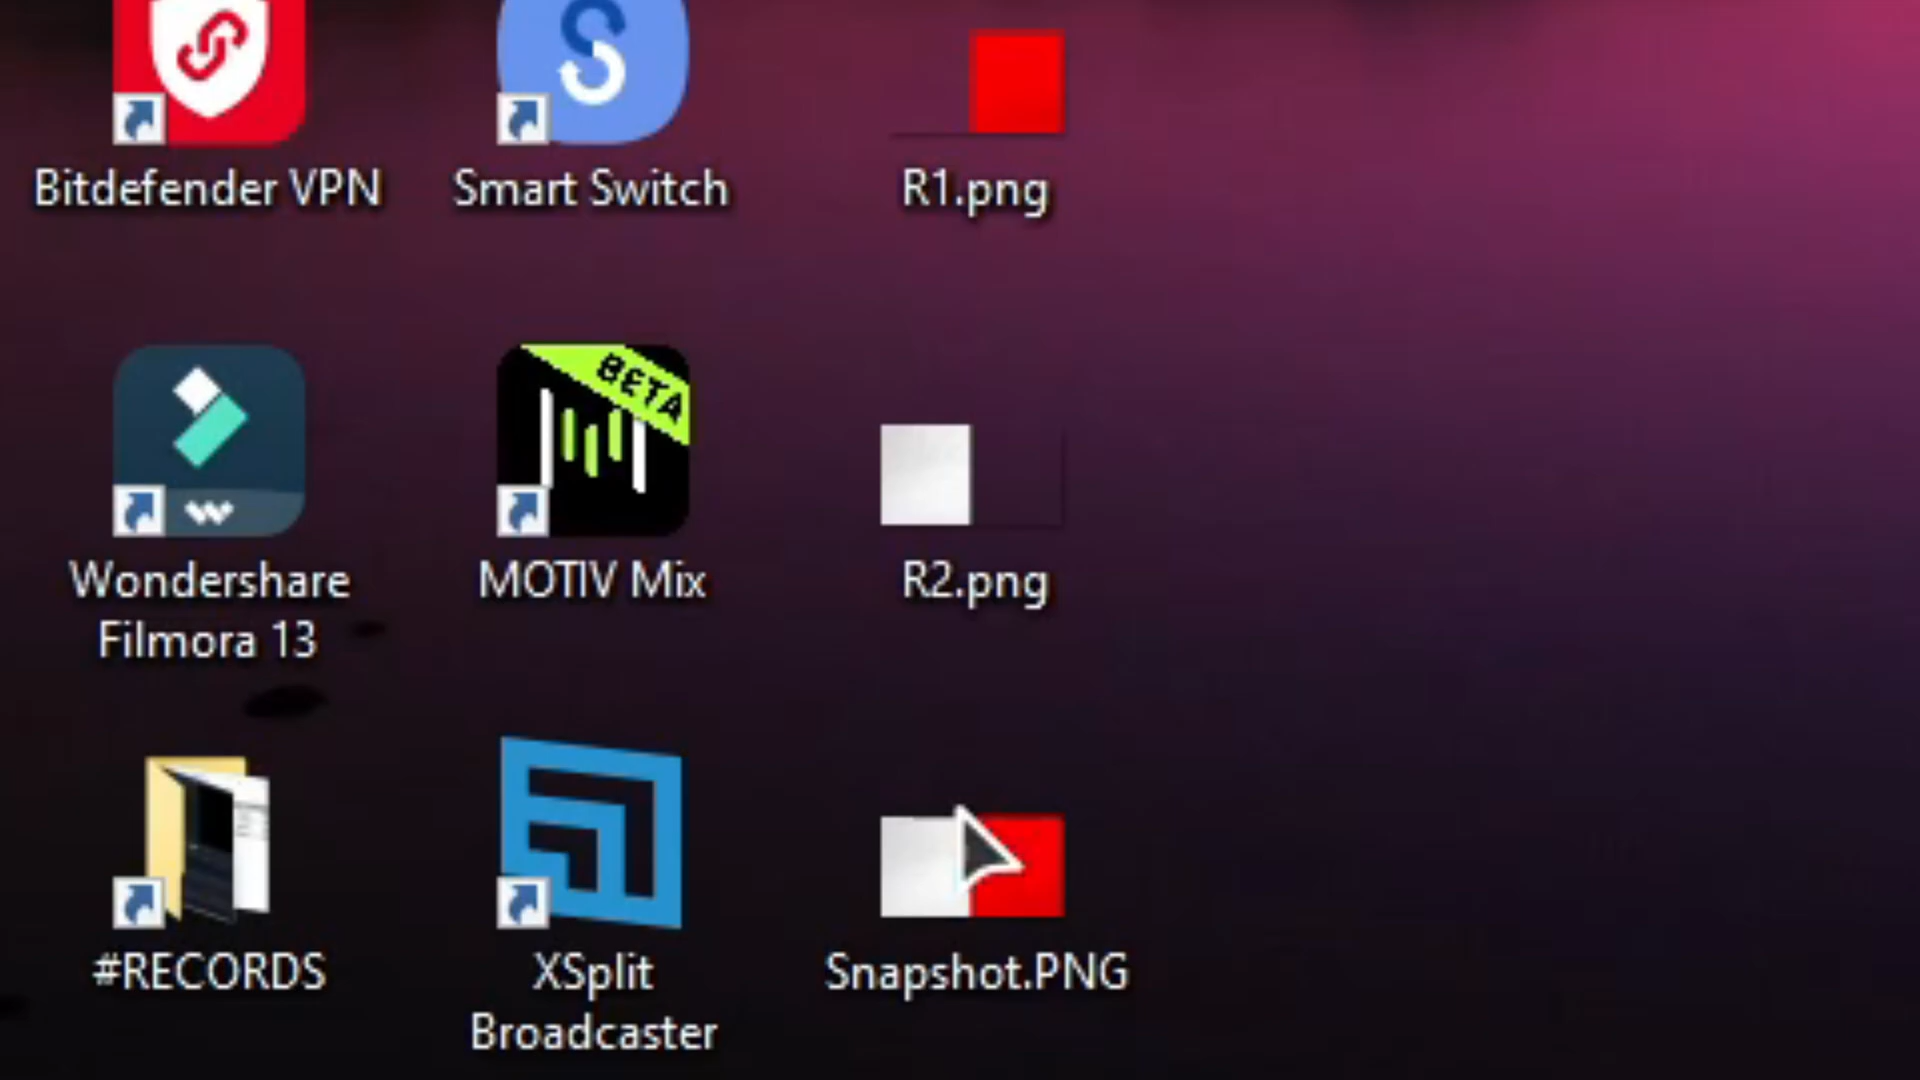 S
Bitdefender VPN
Smart Switch
R1.png
BETA
Wondershare
Filmora 13
MOTIV Mix
R2.png
#RECORDS
XSplit
Broadcaster
Snapshot.PNG